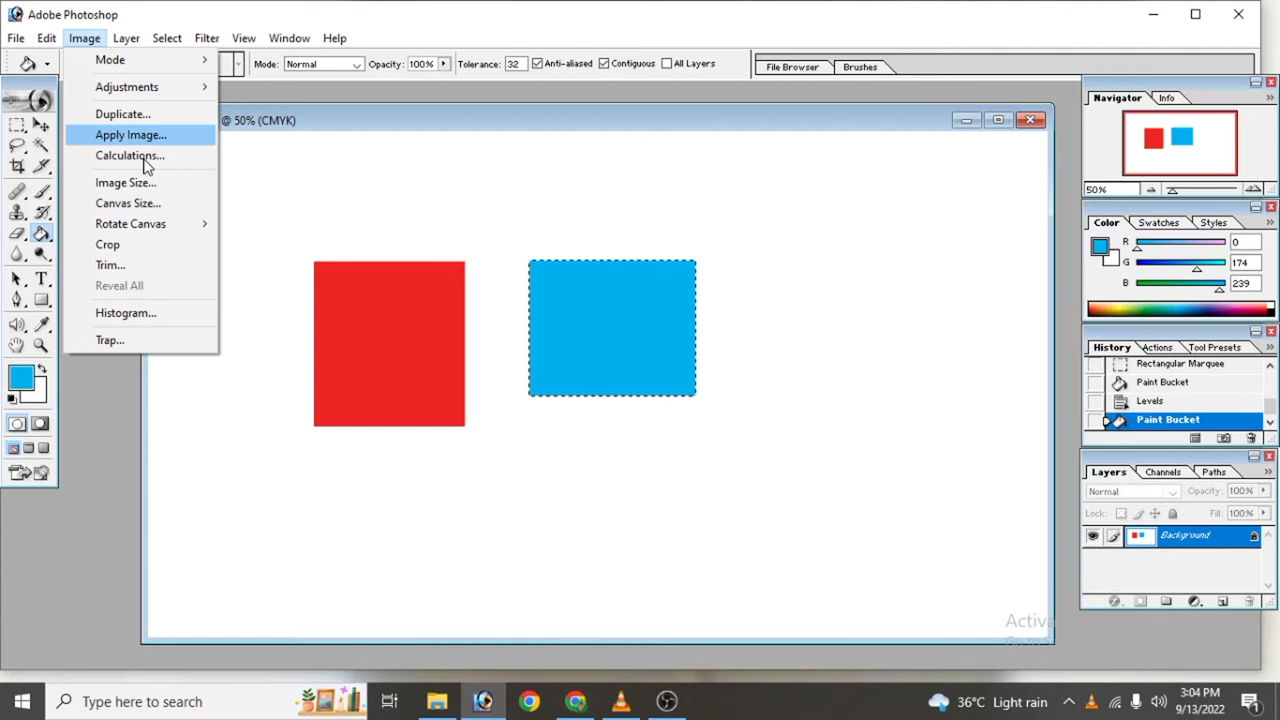 Adobe Photoshop
File Edit Image Layer Select Filter View Window Help
Mode: Normal Opacity: 100% Tolerance: 32 Anti-aliased Contiguous All Layers
File Browser Brushes
Mode
Adjustments
Duplicate...
Apply Image...
Calculations...
Image Size...
Canvas Size...
Rotate Canvas
Crop
Trim...
Reveal All
Histogram...
Trap...
@ 50% (CMYK)
Navigator Info
50%
Color Swatches Styles
R 0
G 174
B 239
History Actions Tool Presets
Rectangular Marquee
Paint Bucket
Levels
Paint Bucket
Layers Channels Paths
Normal Opacity: 100%
Lock: Fill: 100%
Background
Activa
Type here to search
36°C Light rain
3:04 PM
9/13/2022
1